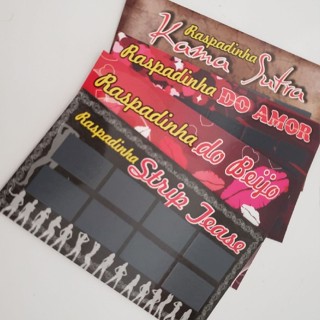 Raspadinha
Kama Sutra
Raspadinha DO AMOR
Raspadinha do Beijo
Raspadinha
Strip Tease